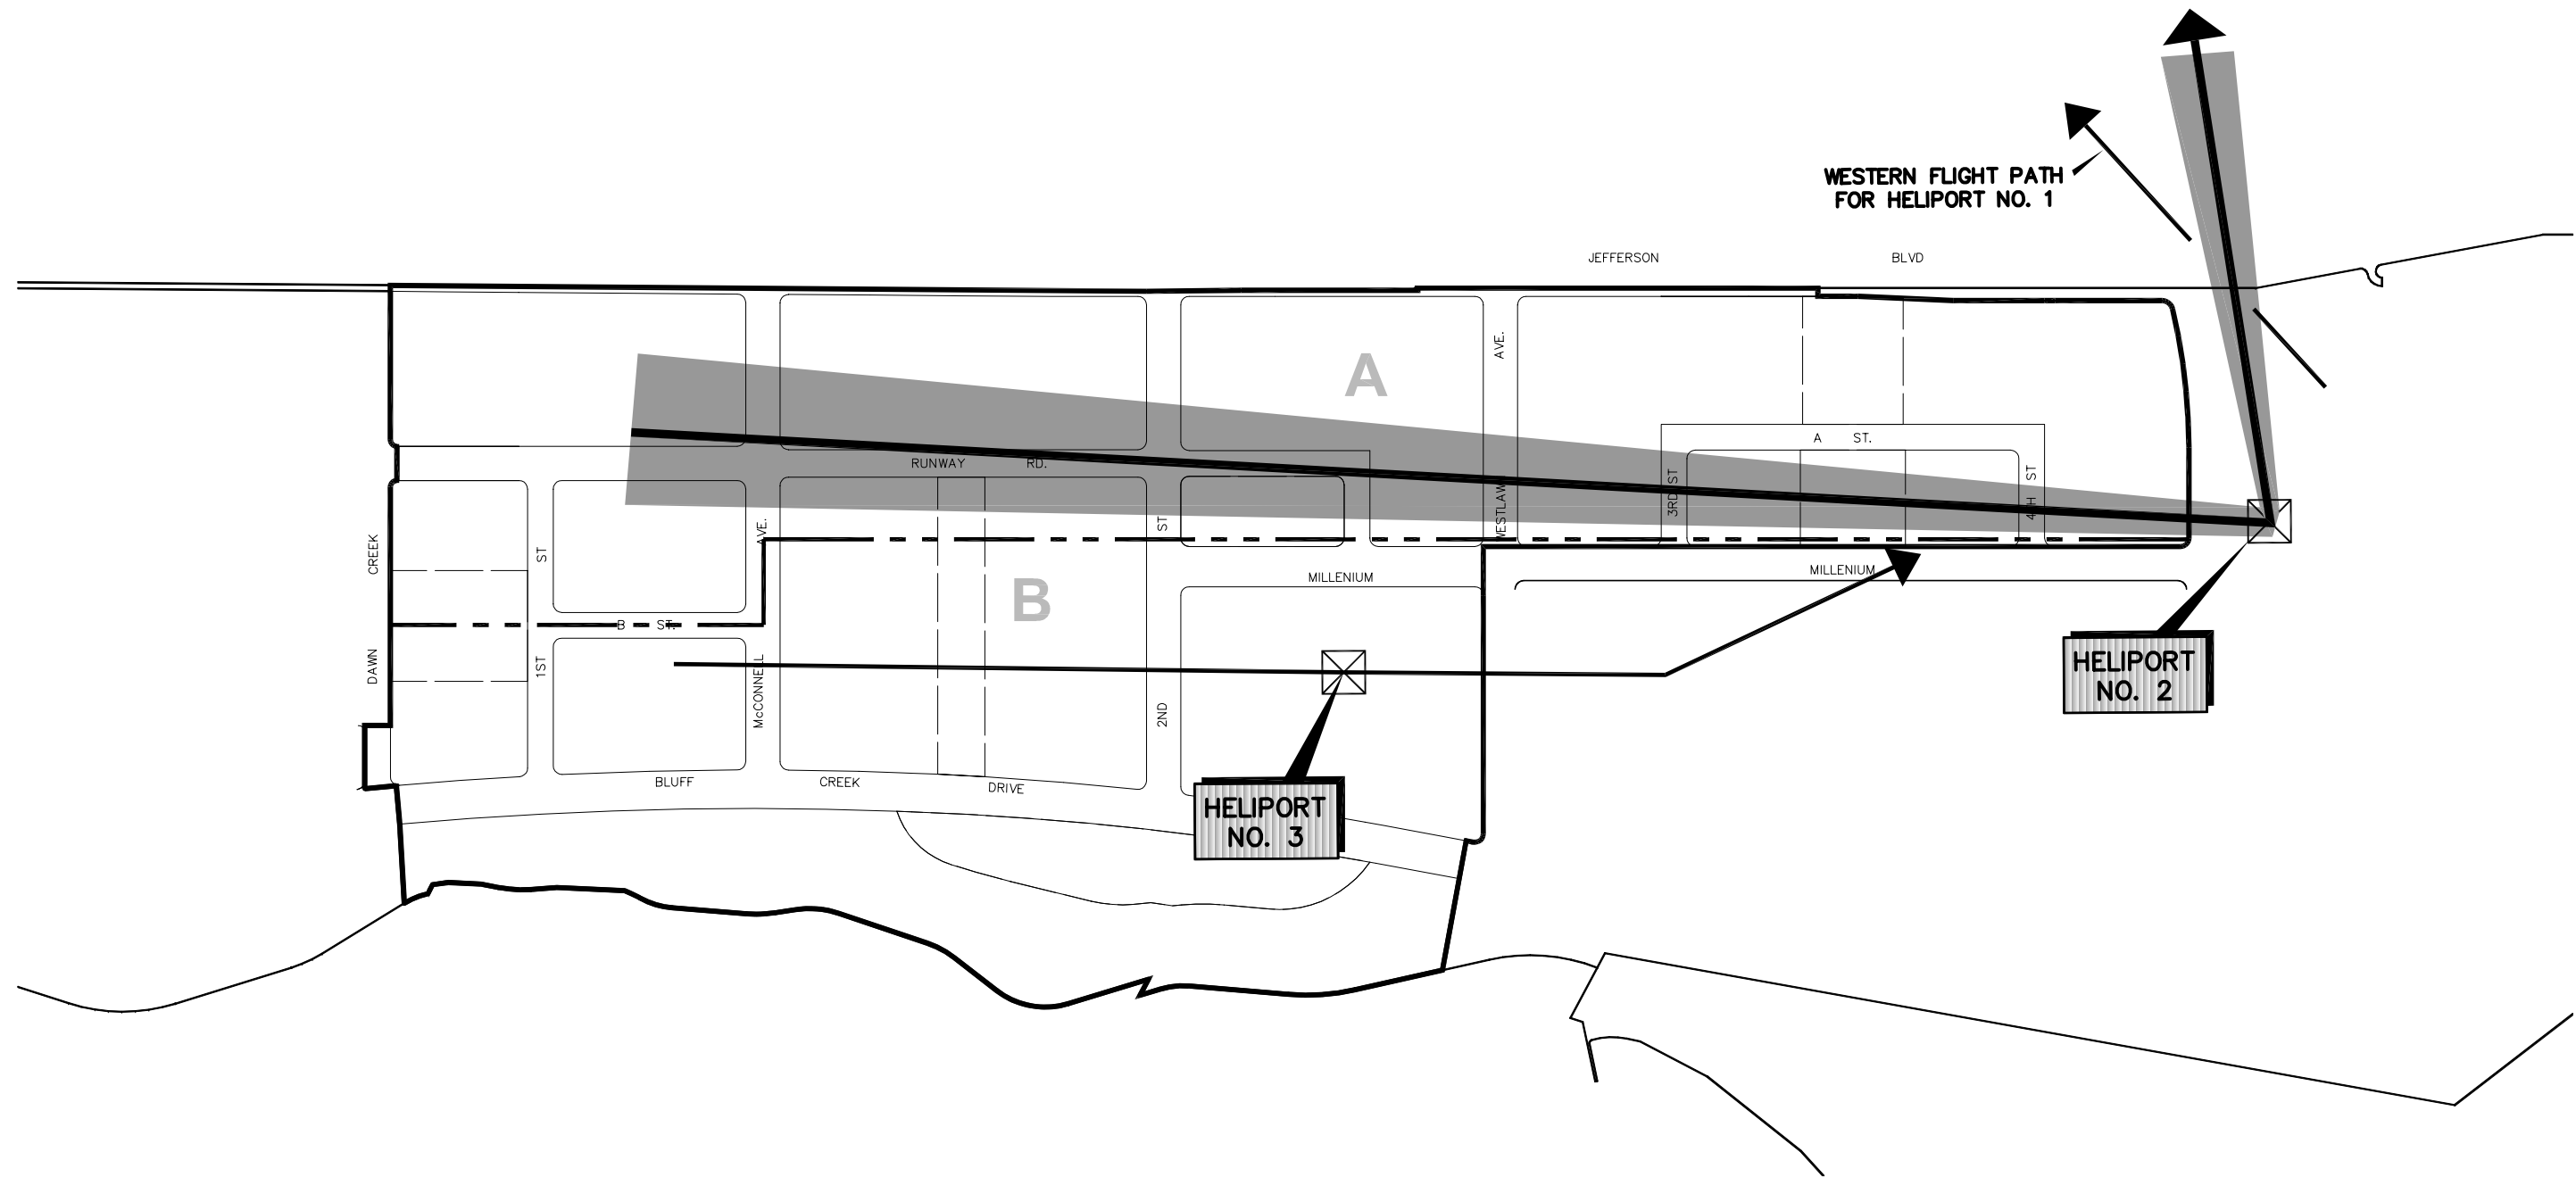 WESTERN FLIGHT PATH
FOR HELIPORT NO. 1
JEFFERSON BLVD
AVE.
A
A ST.
RUNWAY RD.
3RD ST
4TH ST
WESTLAWN
ST
AVE.
ST
CREEK
MILLENIUM
MILLENIUM
B
B ST.
DAWN
1ST
McCONNELL
2ND
HELIPORT
NO. 2
BLUFF CREEK DRIVE
HELIPORT
NO. 3